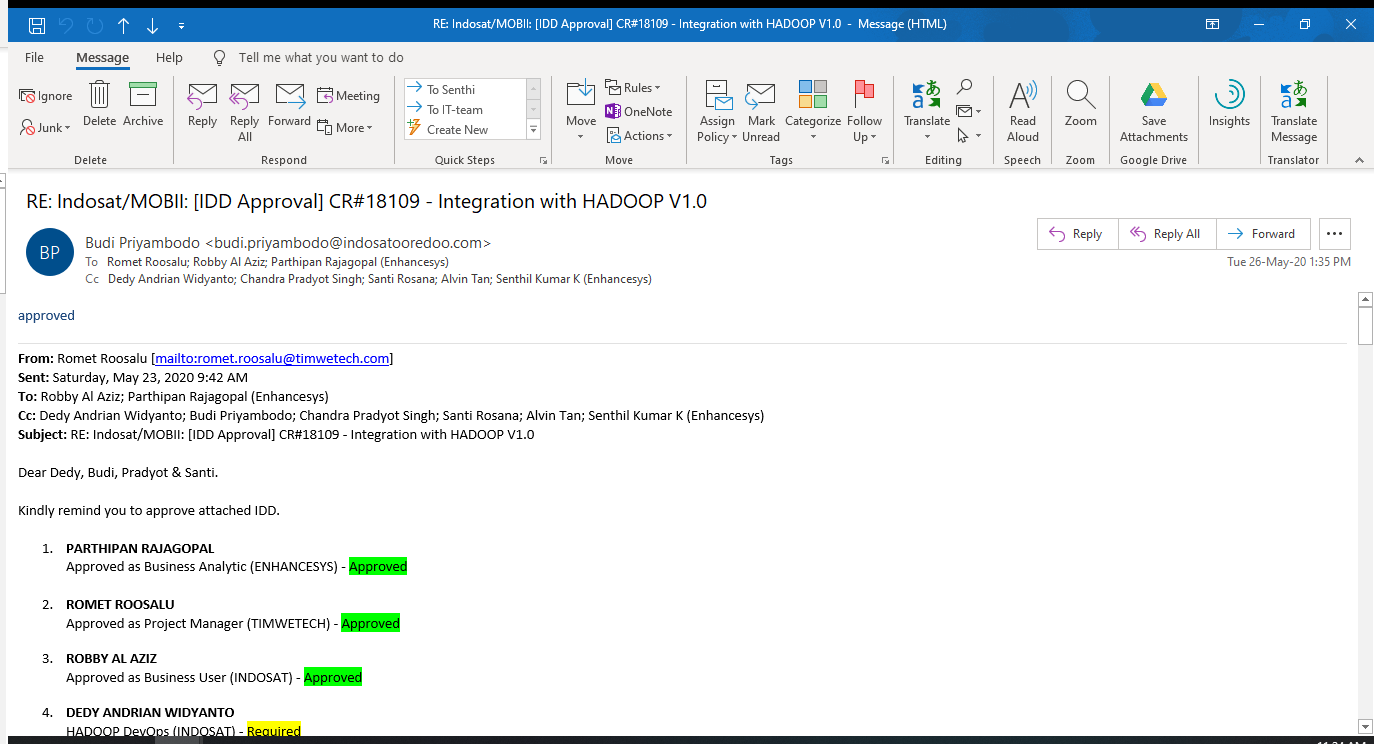 RE: Indosat/MOBII: [IDD Approval] CR#18109 - Integration with HADOOP V1.0 - Message (HTML)
File Message Help Tell me what you want to do
Ignore
Junk
Delete
Archive
Delete
Reply
Reply All
Forward
Meeting
More
Respond
To Senthi
To IT-team
Create New
Quick Steps
Move
Rules
OneNote
Actions
Move
Assign Policy
Mark Unread
Categorize
Follow Up
Tags
Translate
Editing
Read Aloud
Speech
Zoom
Zoom
Save Attachments
Google Drive
Insights
Translate Message
Translator
RE: Indosat/MOBII: [IDD Approval] CR#18109 - Integration with HADOOP V1.0
BP
Budi Priyambodo <budi.priyambodo@indosatooredoo.com>
To Romet Roosalu; Robby Al Aziz; Parthipan Rajagopal (Enhancesys)
Cc Dedy Andrian Widyanto; Chandra Pradyot Singh; Santi Rosana; Alvin Tan; Senthil Kumar K (Enhancesys)
Reply Reply All Forward
Tue 26-May-20 1:35 PM
approved
From: Romet Roosalu [mailto:romet.roosalu@timwetech.com]
Sent: Saturday, May 23, 2020 9:42 AM
To: Robby Al Aziz; Parthipan Rajagopal (Enhancesys)
Cc: Dedy Andrian Widyanto; Budi Priyambodo; Chandra Pradyot Singh; Santi Rosana; Alvin Tan; Senthil Kumar K (Enhancesys)
Subject: RE: Indosat/MOBII: [IDD Approval] CR#18109 - Integration with HADOOP V1.0
Dear Dedy, Budi, Pradyot & Santi.
Kindly remind you to approve attached IDD.
1. PARTHIPAN RAJAGOPAL
Approved as Business Analytic (ENHANCESYS) - Approved
2. ROMET ROOSALU
Approved as Project Manager (TIMWETECH) - Approved
3. ROBBY AL AZIZ
Approved as Business User (INDOSAT) - Approved
4. DEDY ANDRIAN WIDYANTO
HADOOP DevOps (INDOSAT) - Required